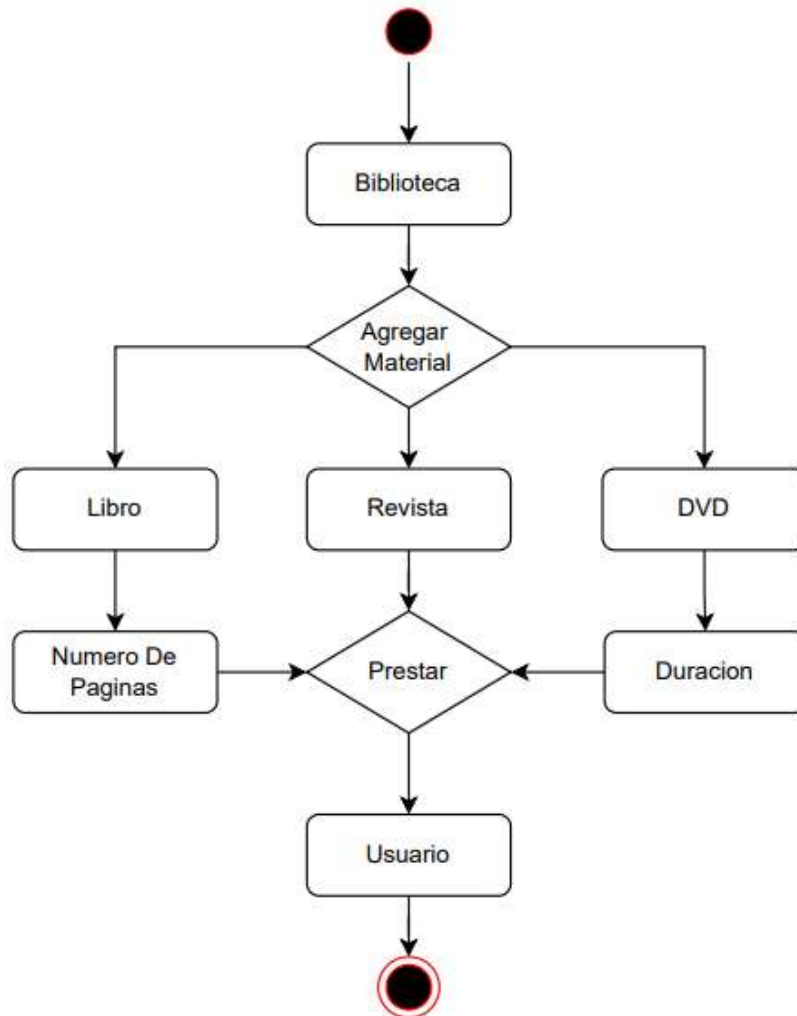 Biblioteca
Agregar
Material
Libro
Revista
DVD
Numero De
Paginas
Prestar
Duracion
Usuario